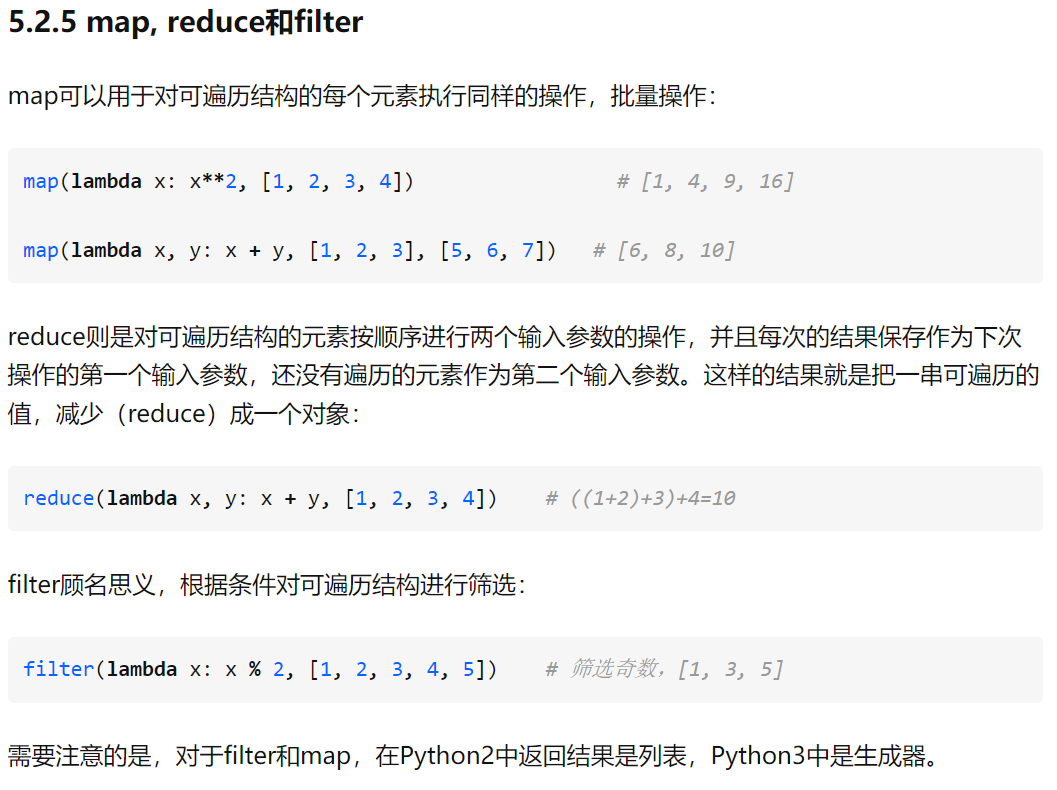 5.2.5 map, reduce和filter
map可以用于对可遍历结构的每个元素执行同样的操作，批量操作：
map(lambda x: x**2, [1, 2, 3, 4])                 # [1, 4, 9, 16]
map(lambda x, y: x + y, [1, 2, 3], [5, 6, 7])   # [6, 8, 10]
reduce则是对可遍历结构的元素按顺序进行两个输入参数的操作，并且每次的结果保存作为下次
操作的第一个输入参数，还没有遍历的元素作为第二个输入参数。这样的结果就是把一串可遍历的
值，减少（reduce）成一个对象：
reduce(lambda x, y: x + y, [1, 2, 3, 4])    # ((1+2)+3)+4=10
filter顾名思义，根据条件对可遍历结构进行筛选：
filter(lambda x: x % 2, [1, 2, 3, 4, 5])    # 筛选奇数，[1, 3, 5]
需要注意的是，对于filter和map，在Python2中返回结果是列表，Python3中是生成器。